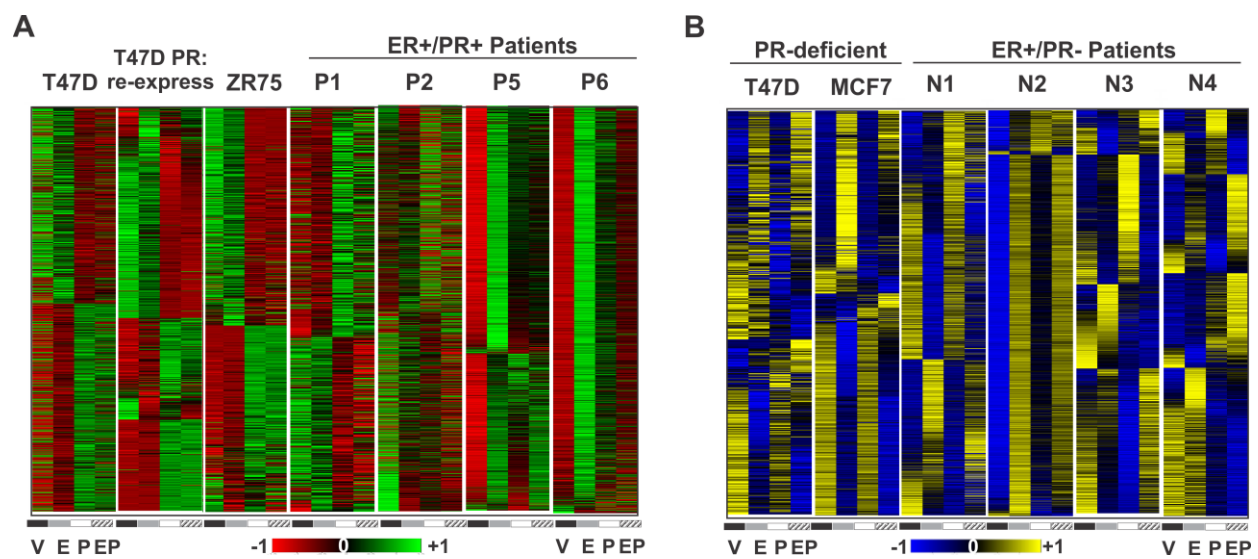 A
ER+/PR+ Patients
T47D PR:
T47D re-express ZR75 P1 P2 P5 P6
V E P EP -1 0 +1 V E P EP
B
PR-deficient ER+/PR- Patients
T47D MCF7 N1 N2 N3 N4
V E P EP -1 0 +1 V E P EP